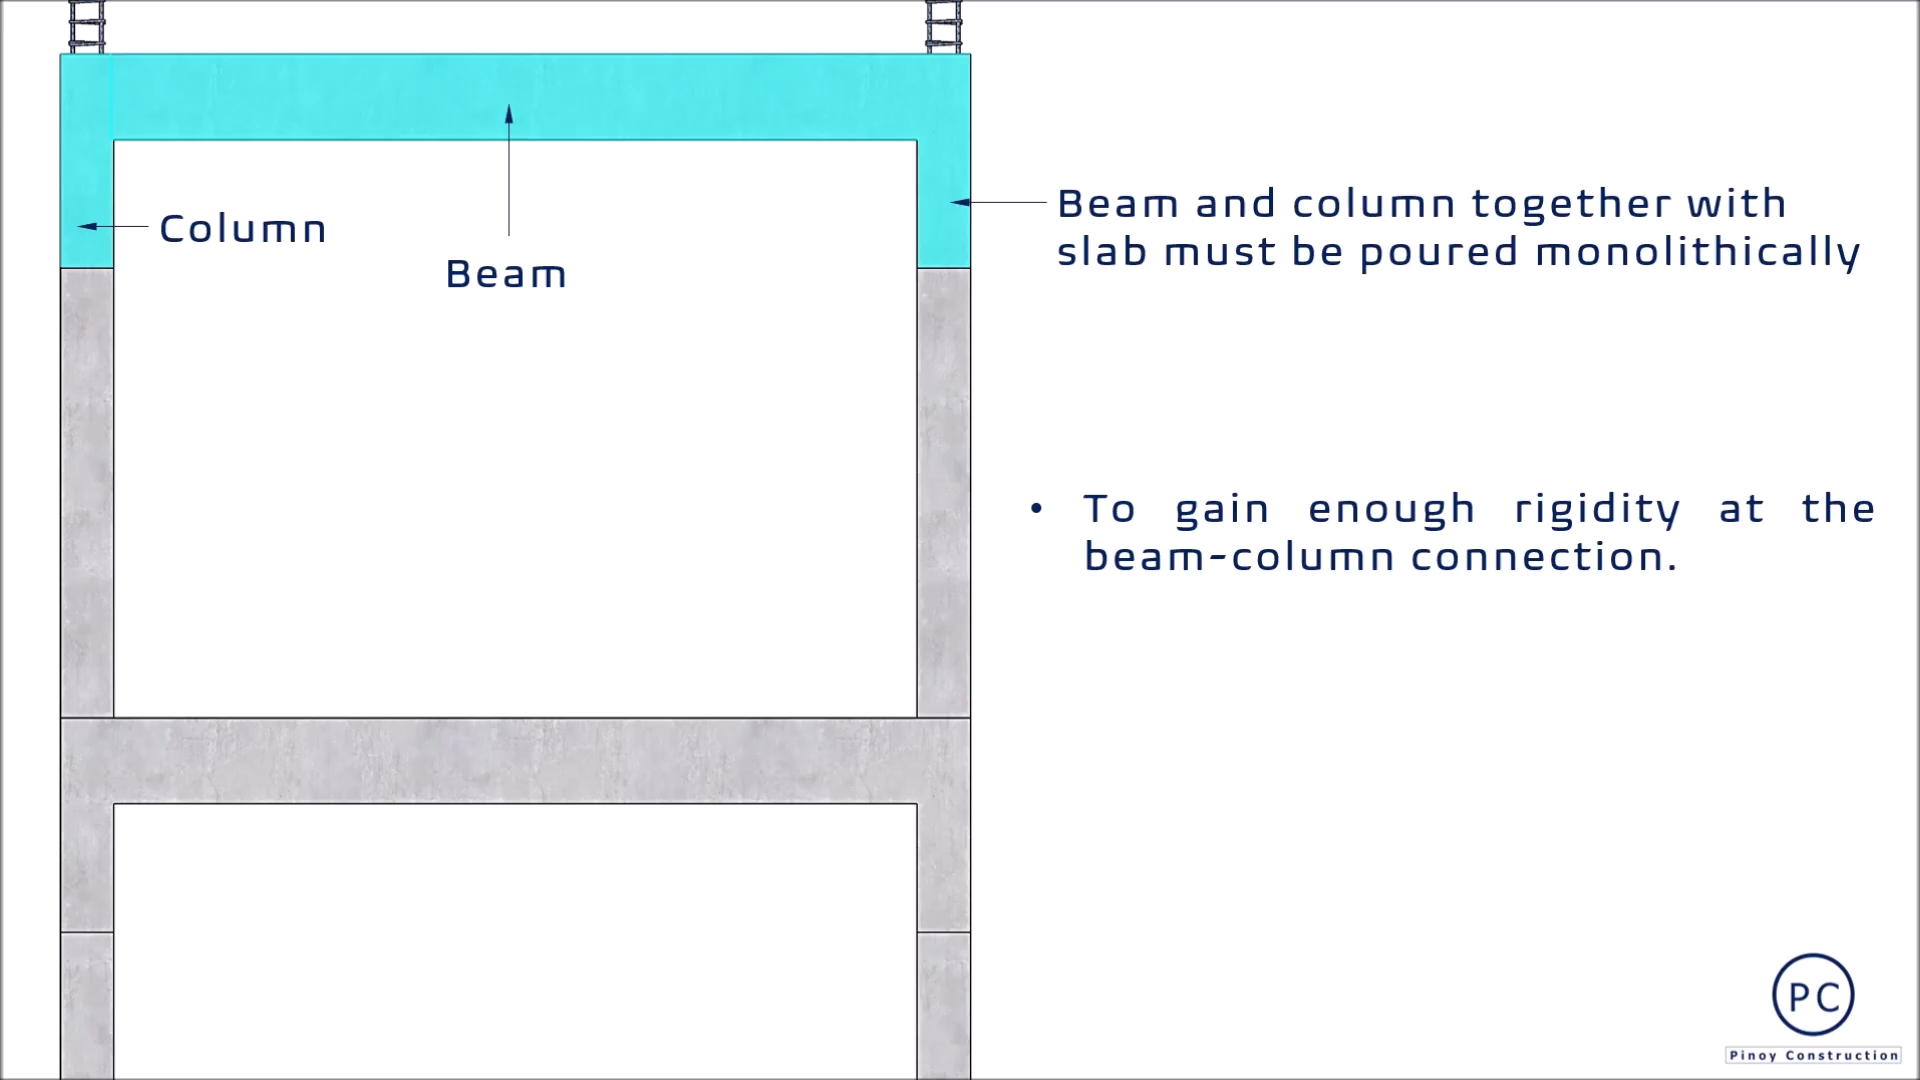 Column
Beam
Beam and column together with
slab must be poured monolithically
• To gain enough rigidity at the
beam-column connection.
PC
Pinoy Construction